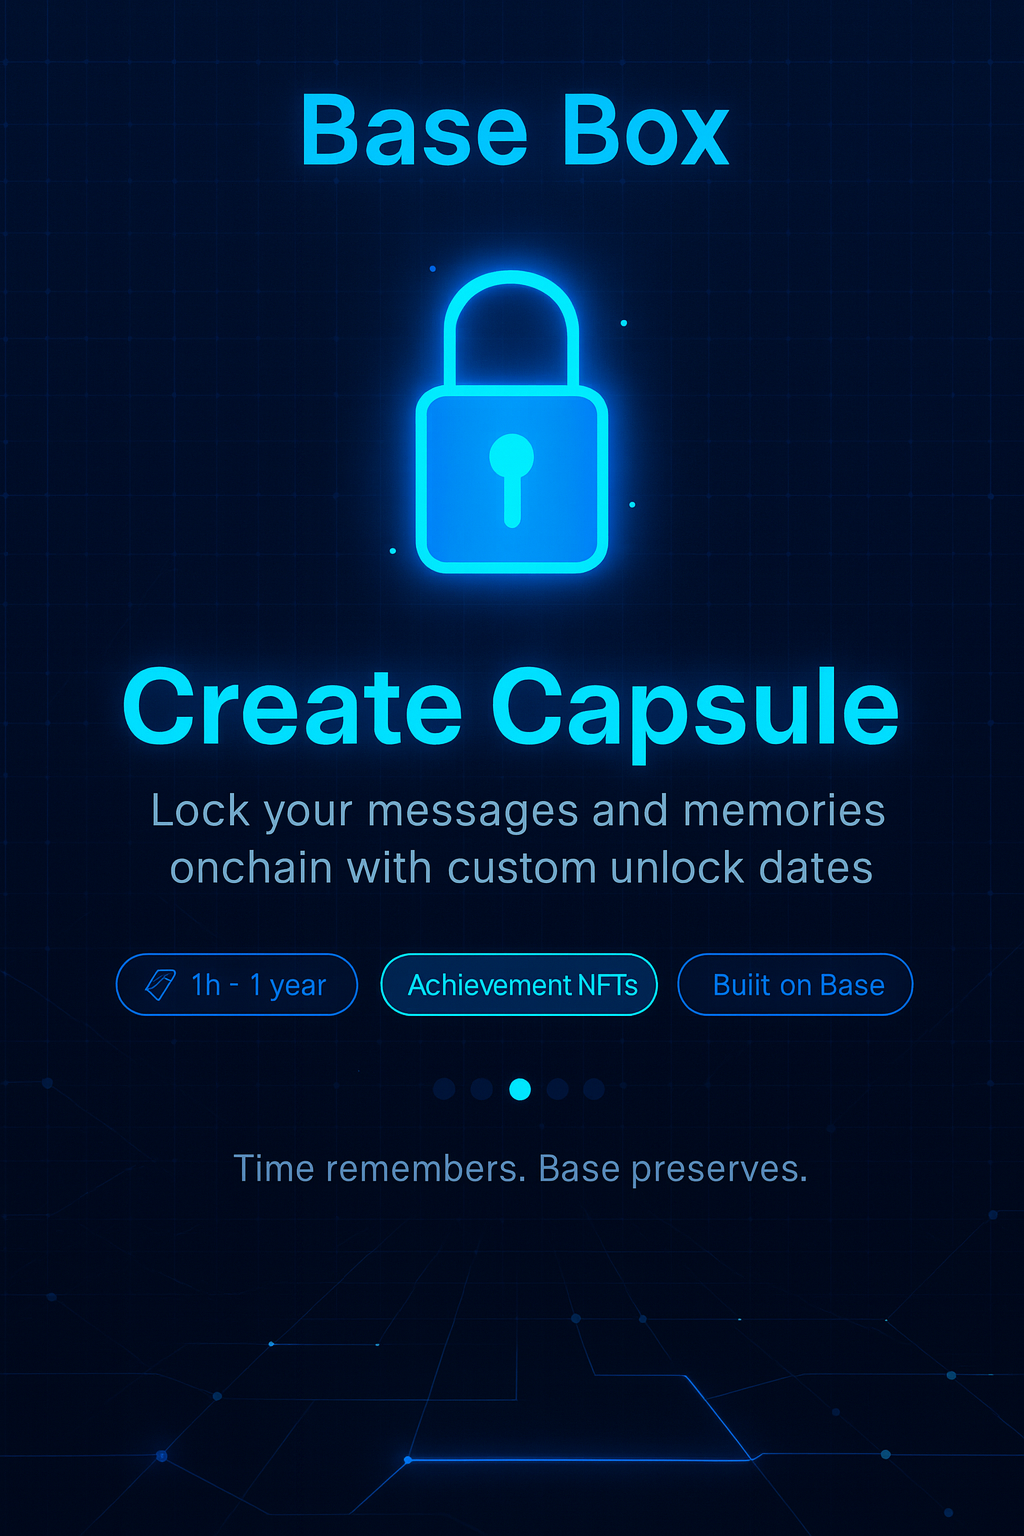 Base Box
Create Capsule
Lock your messages and memories
onchain with custom unlock dates
1h - 1 year
Achievement NFTs
Buiit on Base
Time remembers. Base preserves.